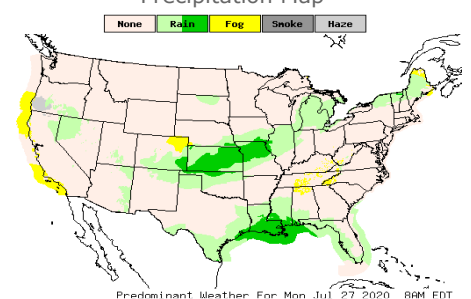 Precipitation Map
None Rain Fog Smoke Haze
Predominant Weather For Mon Jul 27 2020 8AM EDT